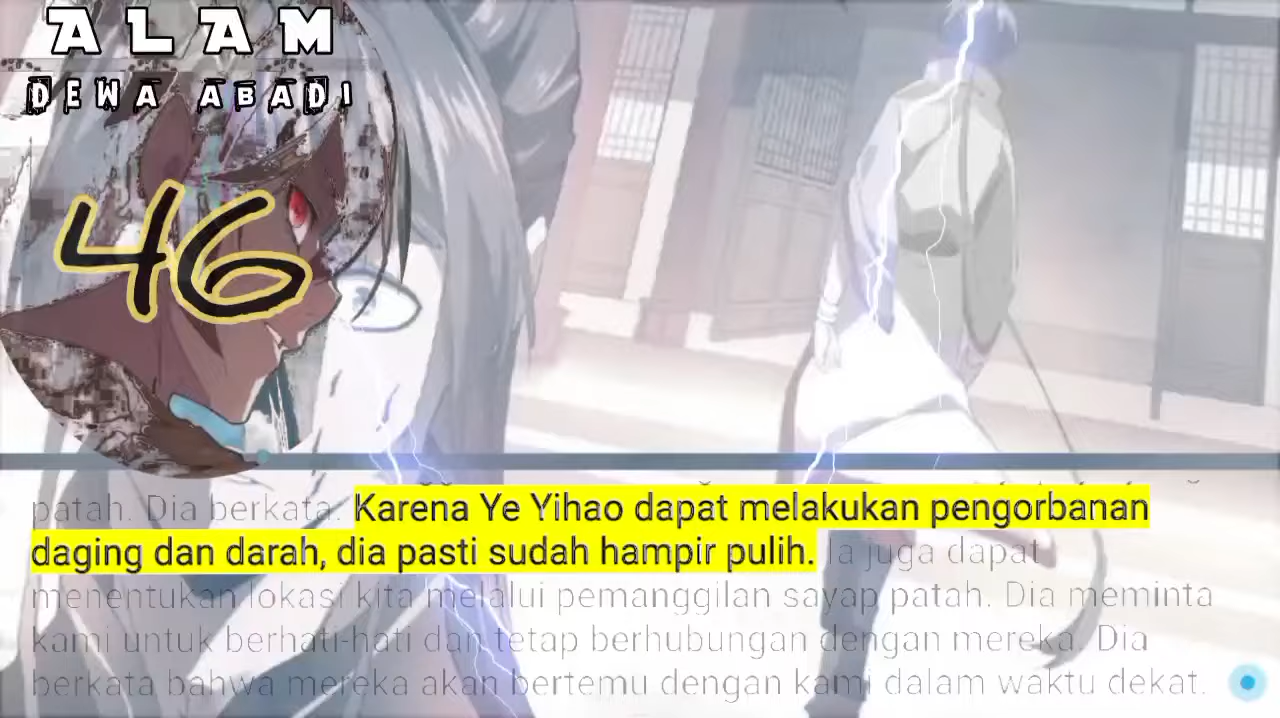 ALAM
DEWA ABADI
46
patah. Dia berkata: Karena Ye Yihao dapat melakukan pengorbanan
daging dan darah, dia pasti sudah hampir pulih. Ia juga dapat
menentukan lokasi kita melalui pemanggilan sayap patah. Dia meminta
kami untuk berhati-hati dan tetap berhubungan dengan mereka. Dia
berkata bahwa mereka akan bertemu dengan kami dalam waktu dekat.